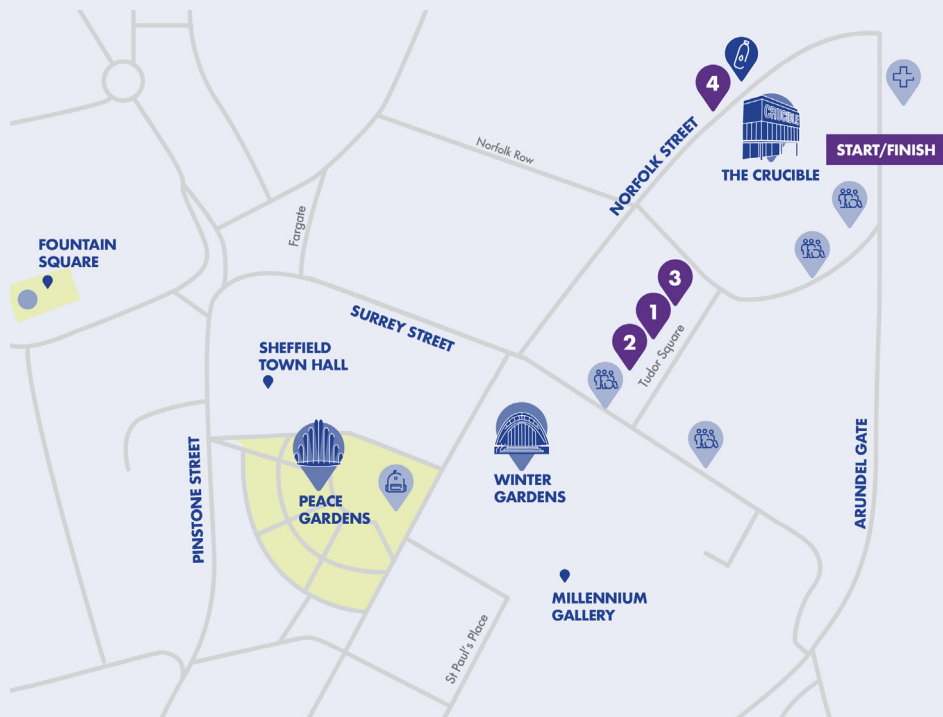 4
CRUCIBLE
START/FINISH
NORFOLK STREET
THE CRUCIBLE
Norfolk Row
Fargate
FOUNTAIN
SQUARE
3
1
2
Tudor Square
SURREY STREET
SHEFFIELD
TOWN HALL
PINSTONE STREET
PEACE
GARDENS
WINTER
GARDENS
ARUNDEL GATE
MILLENNIUM
GALLERY
St Paul's Place